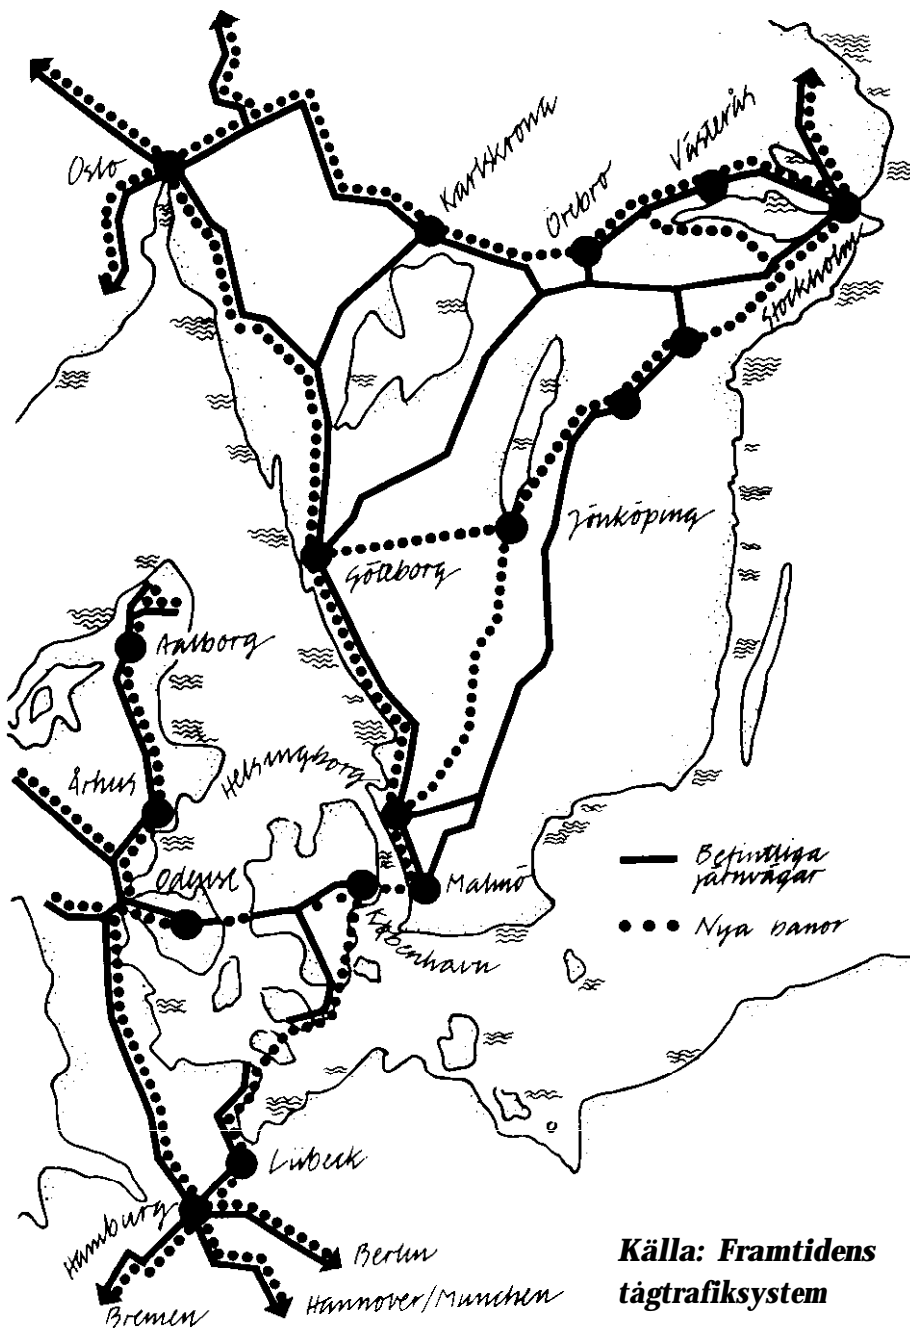 Oslo
Karlskrona
Örebro
Västerås
Stockholm
Jönköping
Göteborg
Aalborg
Helsingborg
Århus
Odense
Malmö
København
Befintliga
järnvägar
Nya banor
Lübeck
Hamburg
Berlin
Hannover/Munchen
Bremen
Källa: Framtidens
tågtrafiksystem